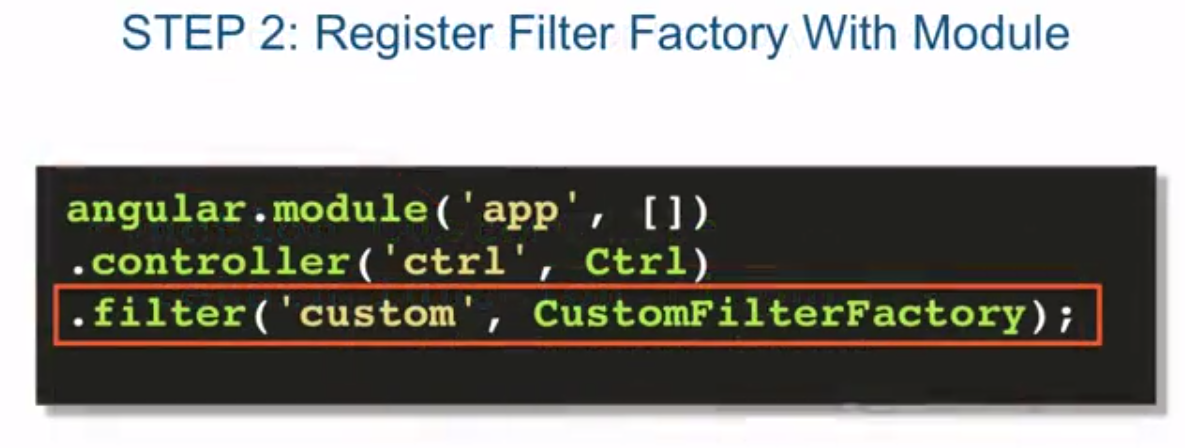 STEP 2: Register Filter Factory With Module
angular.module('app', [])
.controller('ctrl', Ctrl)
.filter('custom', CustomFilterFactory);